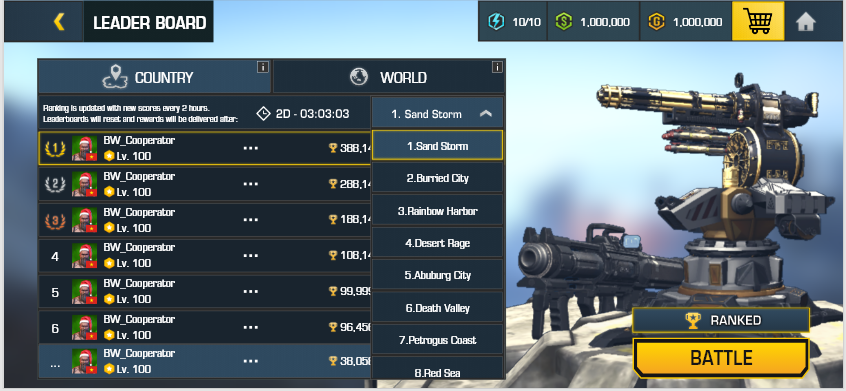 LEADER BOARD
10/10
1,000,000
1,000,000
COUNTRY
WORLD
Ranking is updated with new scores every 2 hours.
Leaderboards will reset and rewards will be delivered after:
2D - 03:03:03
1. Sand Storm
1 BW_Cooperator
Lv. 100
... 388,14
2 BW_Cooperator
Lv. 100
... 288,14
3 BW_Cooperator
Lv. 100
... 188,14
4 BW_Cooperator
Lv. 100
... 108,14
5 BW_Cooperator
Lv. 100
... 99,999
6 BW_Cooperator
Lv. 100
... 96,456
... BW_Cooperator
Lv. 100
... 38,056
1.Sand Storm
2.Burried City
3.Rainbow Harbor
4.Desert Rage
5.Abuburg City
6.Death Valley
7.Petrogus Coast
8.Red Sea
RANKED
BATTLE